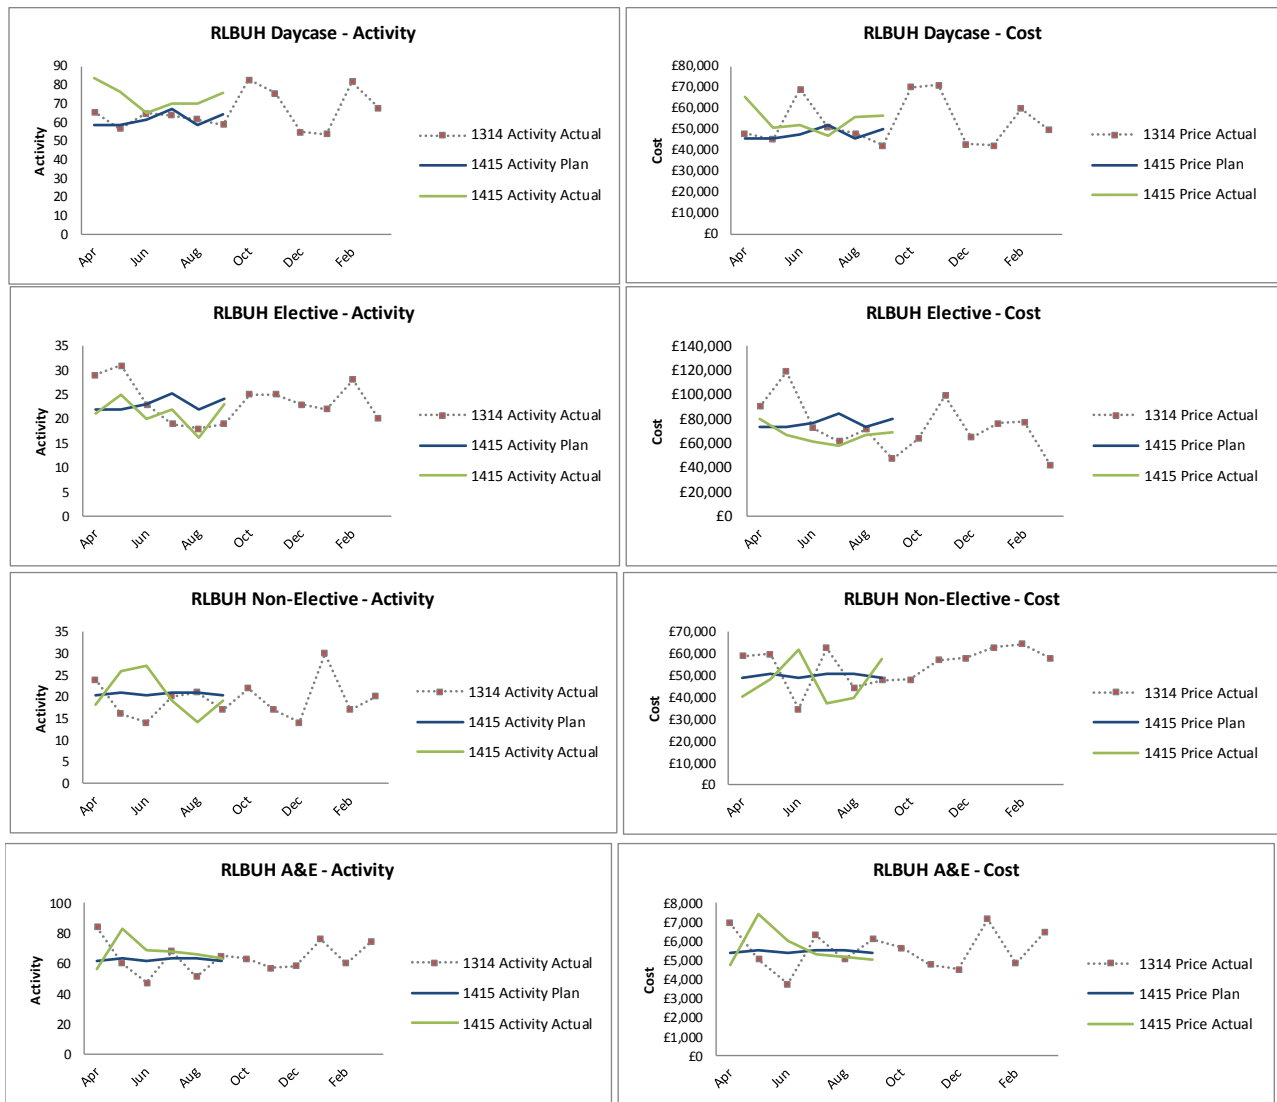 RLBUH Daycase - Activity
90
80
70
60
50
40
30
20
10
0
Activity
Apr
Jun
Aug
Oct
Dec
Feb
1314 Activity Actual
1415 Activity Plan
1415 Activity Actual
RLBUH Daycase - Cost
£80,000
£70,000
£60,000
£50,000
£40,000
£30,000
£20,000
£10,000
£0
Cost
Apr
Jun
Aug
Oct
Dec
Feb
1314 Price Actual
1415 Price Plan
1415 Price Actual
RLBUH Elective - Activity
35
30
25
20
15
10
5
0
Activity
Apr
Jun
Aug
Oct
Dec
Feb
1314 Activity Actual
1415 Activity Plan
1415 Activity Actual
RLBUH Elective - Cost
£140,000
£120,000
£100,000
£80,000
£60,000
£40,000
£20,000
£0
Cost
Apr
Jun
Aug
Oct
Dec
Feb
1314 Price Actual
1415 Price Plan
1415 Price Actual
RLBUH Non-Elective - Activity
35
30
25
20
15
10
5
0
Activity
Apr
Jun
Aug
Oct
Dec
Feb
1314 Activity Actual
1415 Activity Plan
1415 Activity Actual
RLBUH Non-Elective - Cost
£70,000
£60,000
£50,000
£40,000
£30,000
£20,000
£10,000
£0
Cost
Apr
Jun
Aug
Oct
Dec
Feb
1314 Price Actual
1415 Price Plan
1415 Price Actual
RLBUH A&E - Activity
100
80
60
40
20
0
Activity
Apr
Jun
Aug
Oct
Dec
Feb
1314 Activity Actual
1415 Activity Plan
1415 Activity Actual
RLBUH A&E - Cost
£8,000
£7,000
£6,000
£5,000
£4,000
£3,000
£2,000
£1,000
£0
Cost
Apr
Jun
Aug
Oct
Dec
Feb
1314 Price Actual
1415 Price Plan
1415 Price Actual